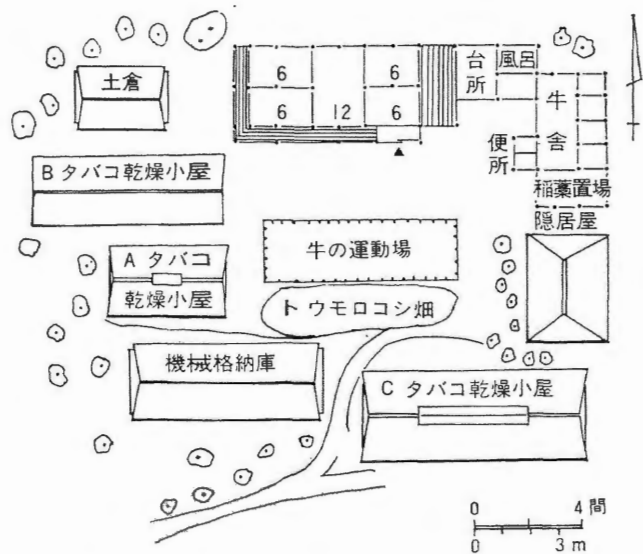 土倉
6
6
台所
風呂
6
12
6
牛舎
便所
稲藁置場
B タバコ乾燥小屋
隠居屋
牛の運動場
A タバコ
乾燥小屋
トウモロコシ畑
機械格納庫
C タバコ乾燥小屋
0 4 間
0 3 m